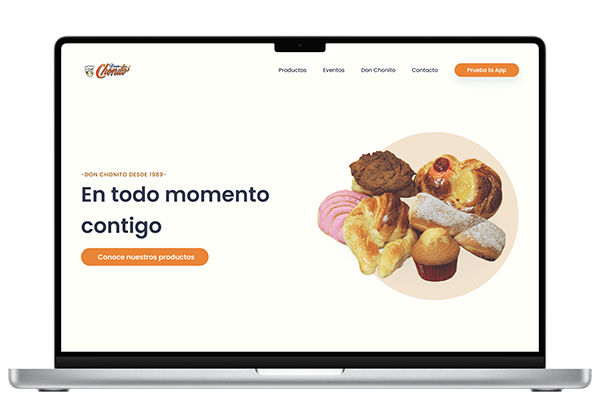 Don
Chonito
Productos
Eventos
Don Chonito
Contacto
Prueba la App
-DON CHONITO DESDE 1989-
En todo momento
contigo
Conoce nuestros productos